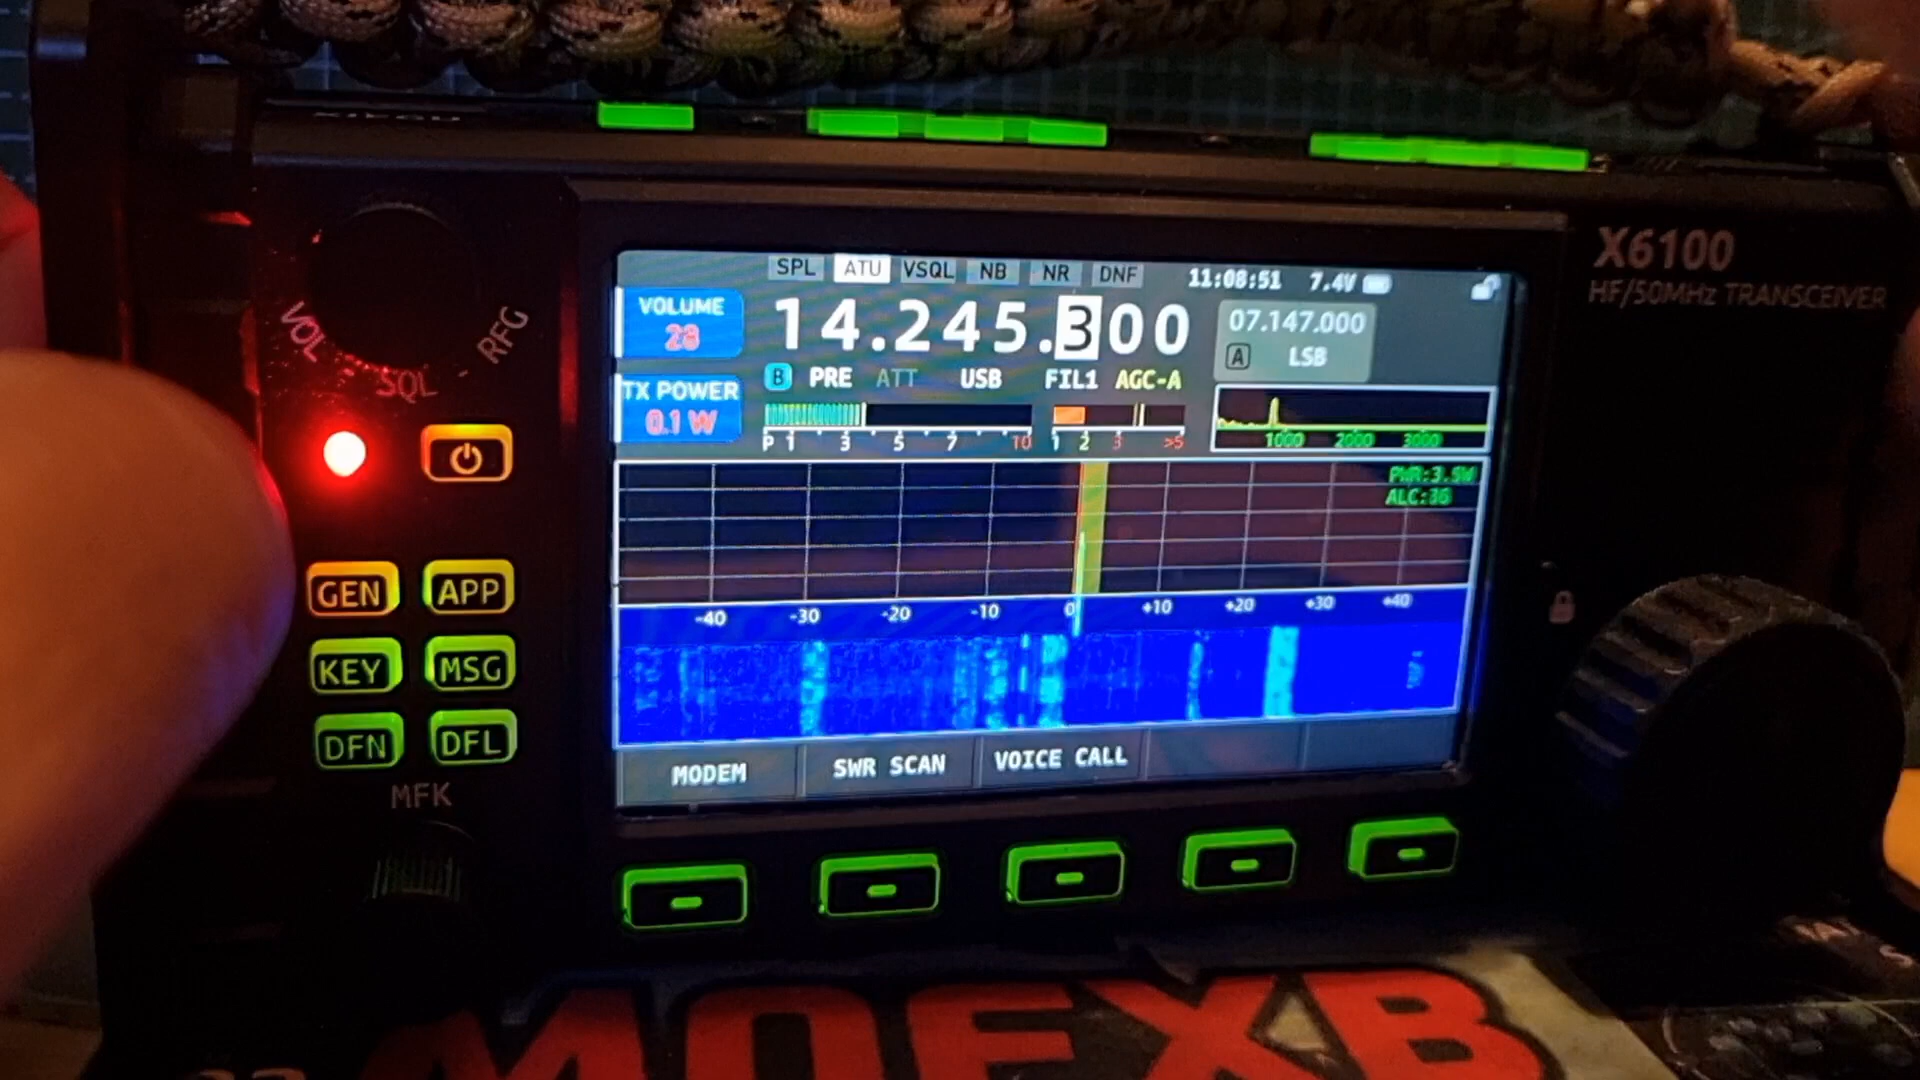 XIEGU
X6100
HF/50MHz TRANSCEIVER
SPL ATU VSQL NB NR DNF 11:08:51 7.4V
VOLUME
28
14.245.300
07.147.000
A LSB
B PRE ATT USB FIL1 AGC-A
TX POWER
0.1 W
P 1 3 5 7 10 1 2 3 >5
1000 2000 3000
PWR:3.5W
ALC:36
-40 -30 -20 -10 0 +10 +20 +30 +40
MODEM SWR SCAN VOICE CALL
VOL SQL RFG
GEN APP
KEY MSG
DFN DFL
MFK
M0FXB